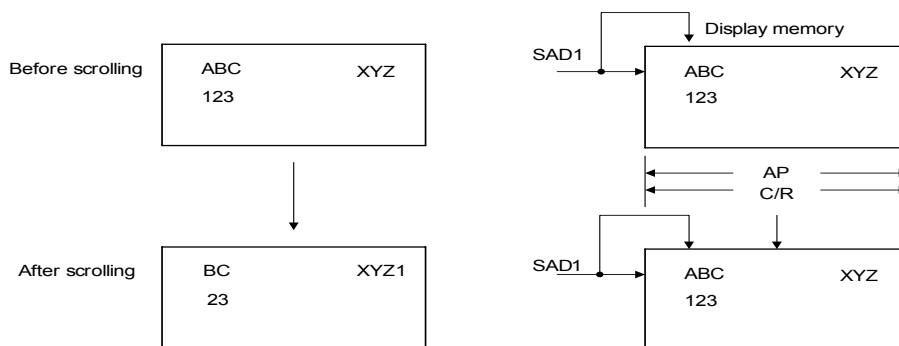 Display memory
Before scrolling
ABC
XYZ
123
SAD1
ABC
XYZ
123
AP
C/R
After scrolling
BC
XYZ1
23
SAD1
ABC
XYZ
123